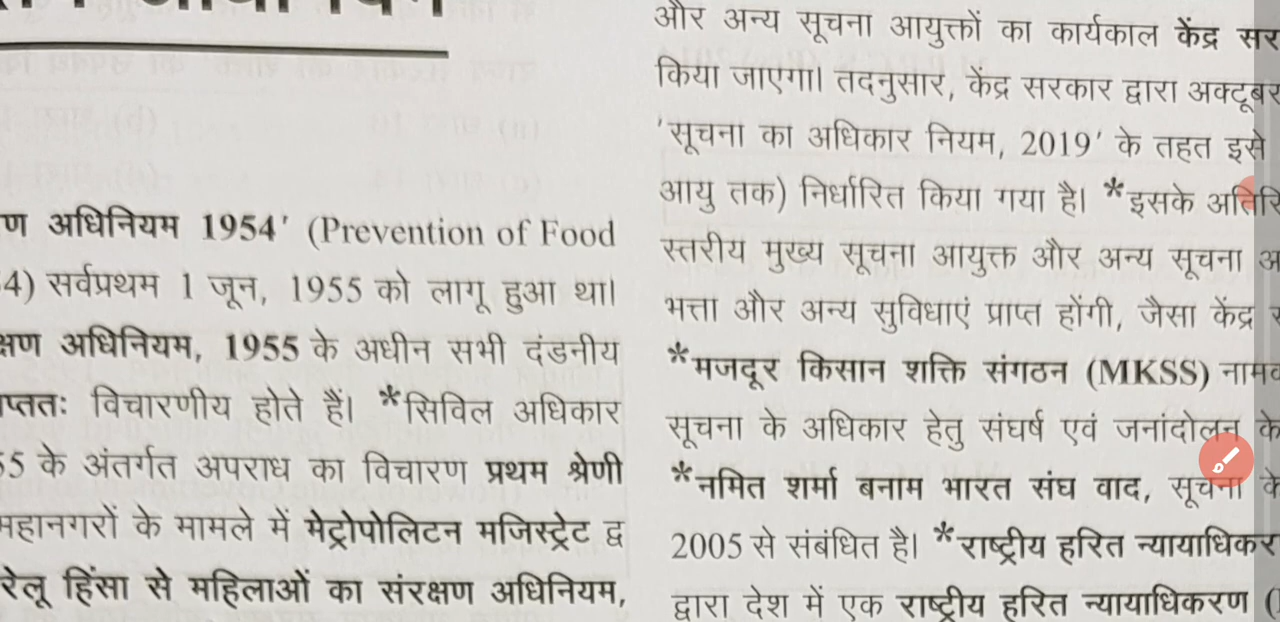 ण अधिनियम 1954' (Prevention of Food
4) सर्वप्रथम 1 जून, 1955 को लागू हुआ था।
क्षण अधिनियम, 1955 के अधीन सभी दंडनीय
प्ततः विचारणीय होते हैं। *सिविल अधिकार
55 के अंतर्गत अपराध का विचारण प्रथम श्रेणी
महानगरों के मामले में मेट्रोपोलिटन मजिस्ट्रेट द्व
रेलू हिंसा से महिलाओं का संरक्षण अधिनियम,
और अन्य सूचना आयुक्तों का कार्यकाल केंद्र सर
किया जाएगा। तदनुसार, केंद्र सरकार द्वारा अक्टूबर
'सूचना का अधिकार नियम, 2019' के तहत इसे
आयु तक) निर्धारित किया गया है। *इसके अतिरि
स्तरीय मुख्य सूचना आयुक्त और अन्य सूचना अ
भत्ता और अन्य सुविधाएं प्राप्त होंगी, जैसा केंद्र स
*मजदूर किसान शक्ति संगठन (MKSS) नामक
सूचना के अधिकार हेतु संघर्ष एवं जनांदोलन के
*नमित शर्मा बनाम भारत संघ वाद, सूचना के
2005 से संबंधित है। *राष्ट्रीय हरित न्यायाधिकर
द्वारा देश में एक राष्ट्रीय हरित न्यायाधिकरण (